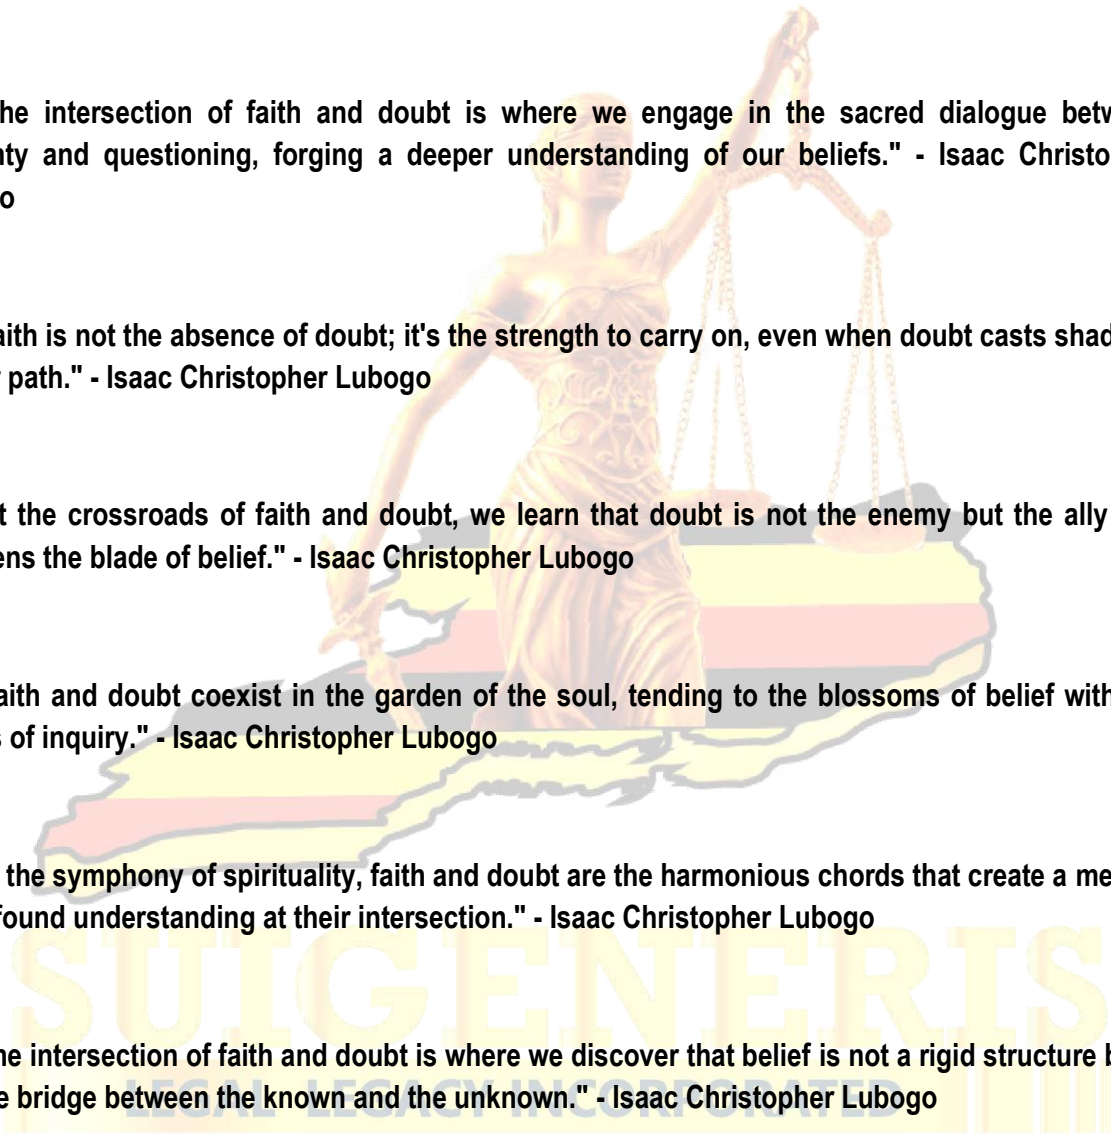 he intersection of faith and doubt is where we engage in the sacred dialogue betw
nty and questioning, forging a deeper understanding of our beliefs." - Isaac Christo
o
aith is not the absence of doubt; it's the strength to carry on, even when doubt casts shad
path." - Isaac Christopher Lubogo
t the crossroads of faith and doubt, we learn that doubt is not the enemy but the ally
ens the blade of belief." - Isaac Christopher Lubogo
aith and doubt coexist in the garden of the soul, tending to the blossoms of belief with
s of inquiry." - Isaac Christopher Lubogo
the symphony of spirituality, faith and doubt are the harmonious chords that create a me
found understanding at their intersection." - Isaac Christopher Lubogo
SUIGENERIS
he intersection of faith and doubt is where we discover that belief is not a rigid structure b
e bridge between the known and the unknown." - Isaac Christopher Lubogo
LEGAL LEGACY INCORPORATED